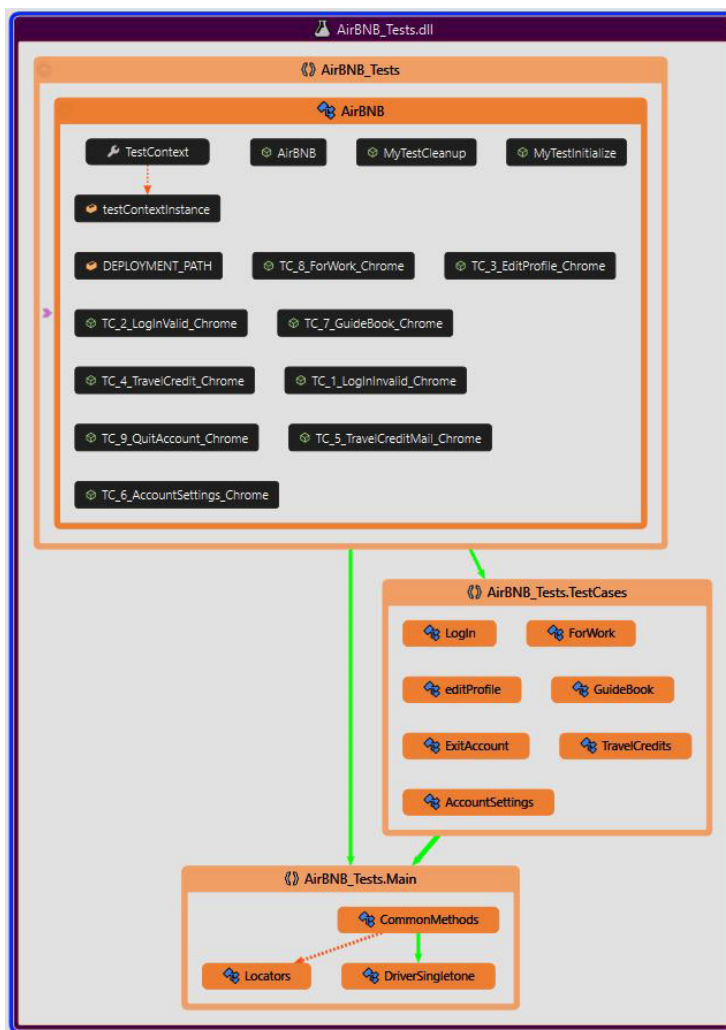 AirBNB_Tests.dll
AirBNB_Tests
AirBNB
TestContext
AirBNB
MyTestCleanup
MyTestInitialize
testContextInstance
DEPLOYMENT_PATH
TC_8_ForWork_Chrome
TC_3_EditProfile_Chrome
TC_2_LogInValid_Chrome
TC_7_GuideBook_Chrome
TC_4_TravelCredit_Chrome
TC_1_LogInInvalid_Chrome
TC_9_QuitAccount_Chrome
TC_5_TravelCreditMail_Chrome
TC_6_AccountSettings_Chrome
AirBNB_Tests.TestCases
LogIn
ForWork
editProfile
GuideBook
ExitAccount
TravelCredits
AccountSettings
AirBNB_Tests.Main
CommonMethods
Locators
DriverSingletone